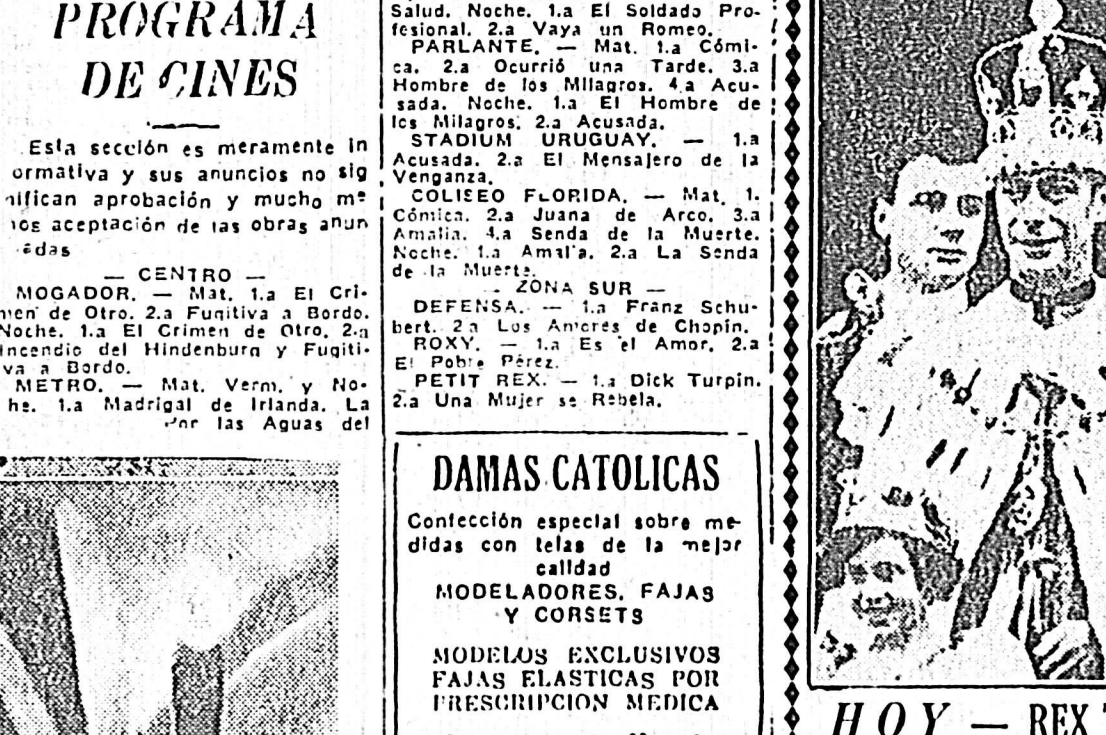 PROGRAMA
DE CINES
Esta sección es meramente in
ormativa y sus anuncios no sig
nifican aprobación y mucho me
nos aceptación de las obras anun
adas
— CENTRO —
MOGADOR. — Mat. 1.a El Cri-
men de Otro. 2.a Fugitiva a Bordo.
Noche. 1.a El Crimen de Otro. 2.a
Incendio del Hindenburg y Fugiti-
va a Bordo.
METRO. — Mat. Verm. y No-
he. 1.a Madrigal de Irlanda. La
Por las Aguas del
Salud. Noche. 1.a El Soldado Pro-
fesional. 2.a Vaya un Romeo.
PARLANTE. — Mat. 1.a Cómi-
ca. 2.a Ocurrió una Tarde. 3.a
Hombre de los Milagros. 4.a Acu-
sada. Noche. 1.a El Hombre de
los Milagros. 2.a Acusada.
STADIUM URUGUAY. — 1.a
Acusada. 2.a El Mensajero de la
Venganza.
COLISEO FLORIDA. — Mat. 1.
Cómica. 2.a Juana de Arco. 3.a
Amalia. 4.a Senda de la Muerte.
Noche. 1.a Amalia. 2.a La Senda
de la Muerte.
— ZONA SUR —
DEFENSA. — 1.a Franz Schu-
bert. 2.a Los Amores de Chopin.
ROXY. — 1.a Es el Amor. 2.a
El Pobre Pérez.
PETIT REX. — 1.a Dick Turpin.
2.a Una Mujer se Rebela.
DAMAS CATOLICAS
Confección especial sobre me-
didas con telas de la mejor
calidad
MODELADORES, FAJAS
Y CORSETS
MODELOS EXCLUSIVOS
FAJAS ELASTICAS POR
PRESCRIPCION MEDICA
HOY — REX